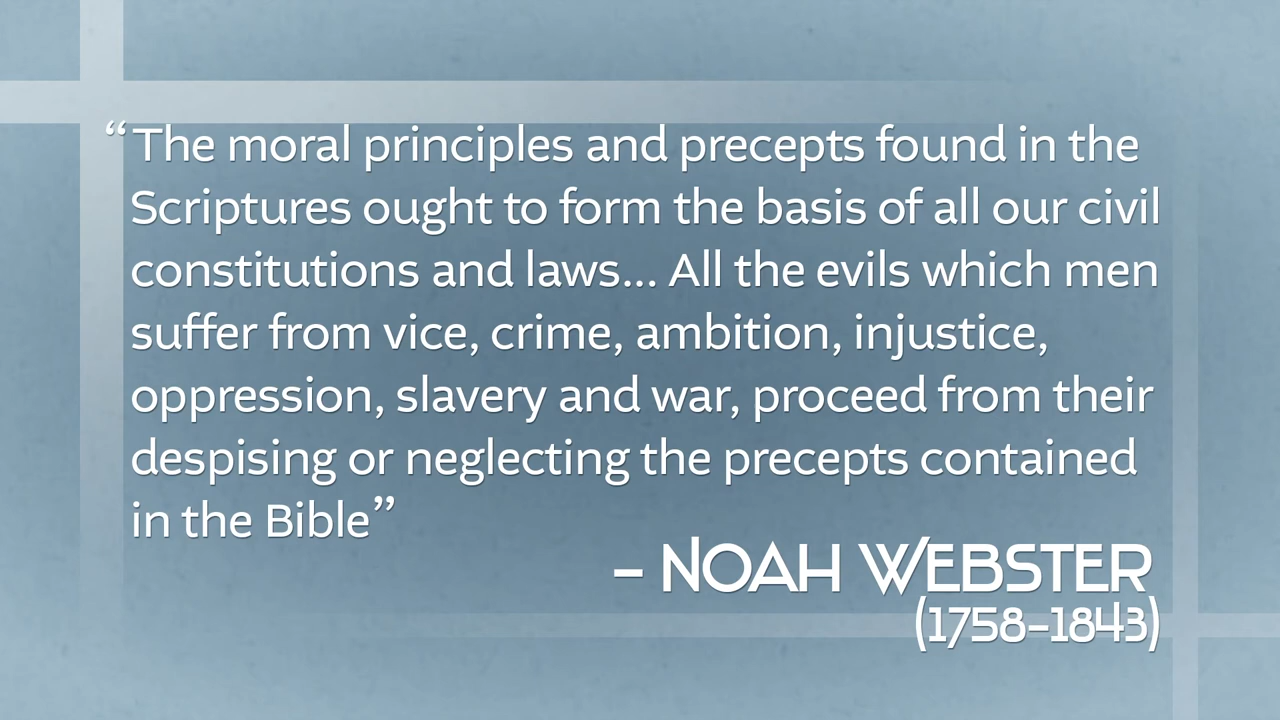 “The moral principles and precepts found in the
Scriptures ought to form the basis of all our civil
constitutions and laws... All the evils which men
suffer from vice, crime, ambition, injustice,
oppression, slavery and war, proceed from their
despising or neglecting the precepts contained
in the Bible”
– NOAH WEBSTER
(1758–1843)